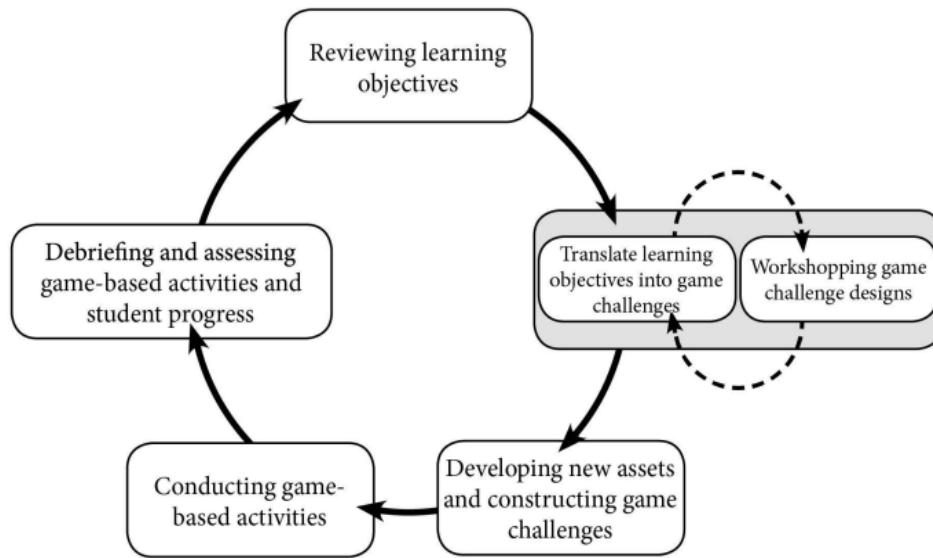 Reviewing learning
objectives
Translate learning
objectives into game
challenges
Workshopping game
challenge designs
Developing new assets
and constructing game
challenges
Conducting game-
based activities
Debriefing and assessing
game-based activities and
student progress